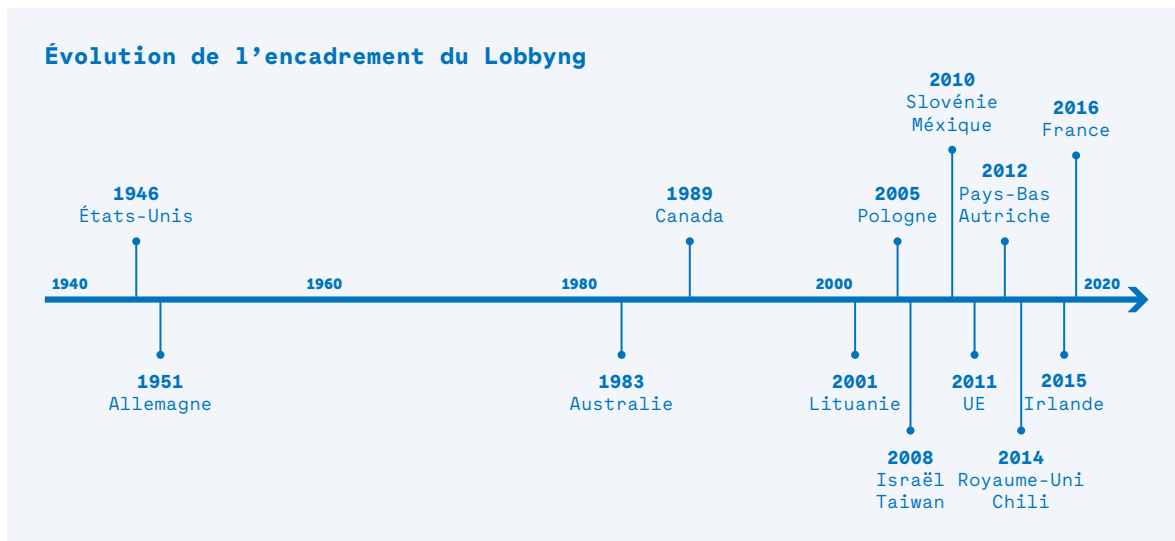 Évolution de l’encadrement du Lobbyng
2010
Slovénie
Méxique
2016
France
2012
Pays-Bas
Autriche
1946
États-Unis
1989
Canada
2005
Pologne
1940
1960
1980
2000
2020
1951
Allemagne
1983
Australie
2001
Lituanie
2011
UE
2015
Irlande
2008
Israël
Taiwan
2014
Royaume-Uni
Chili